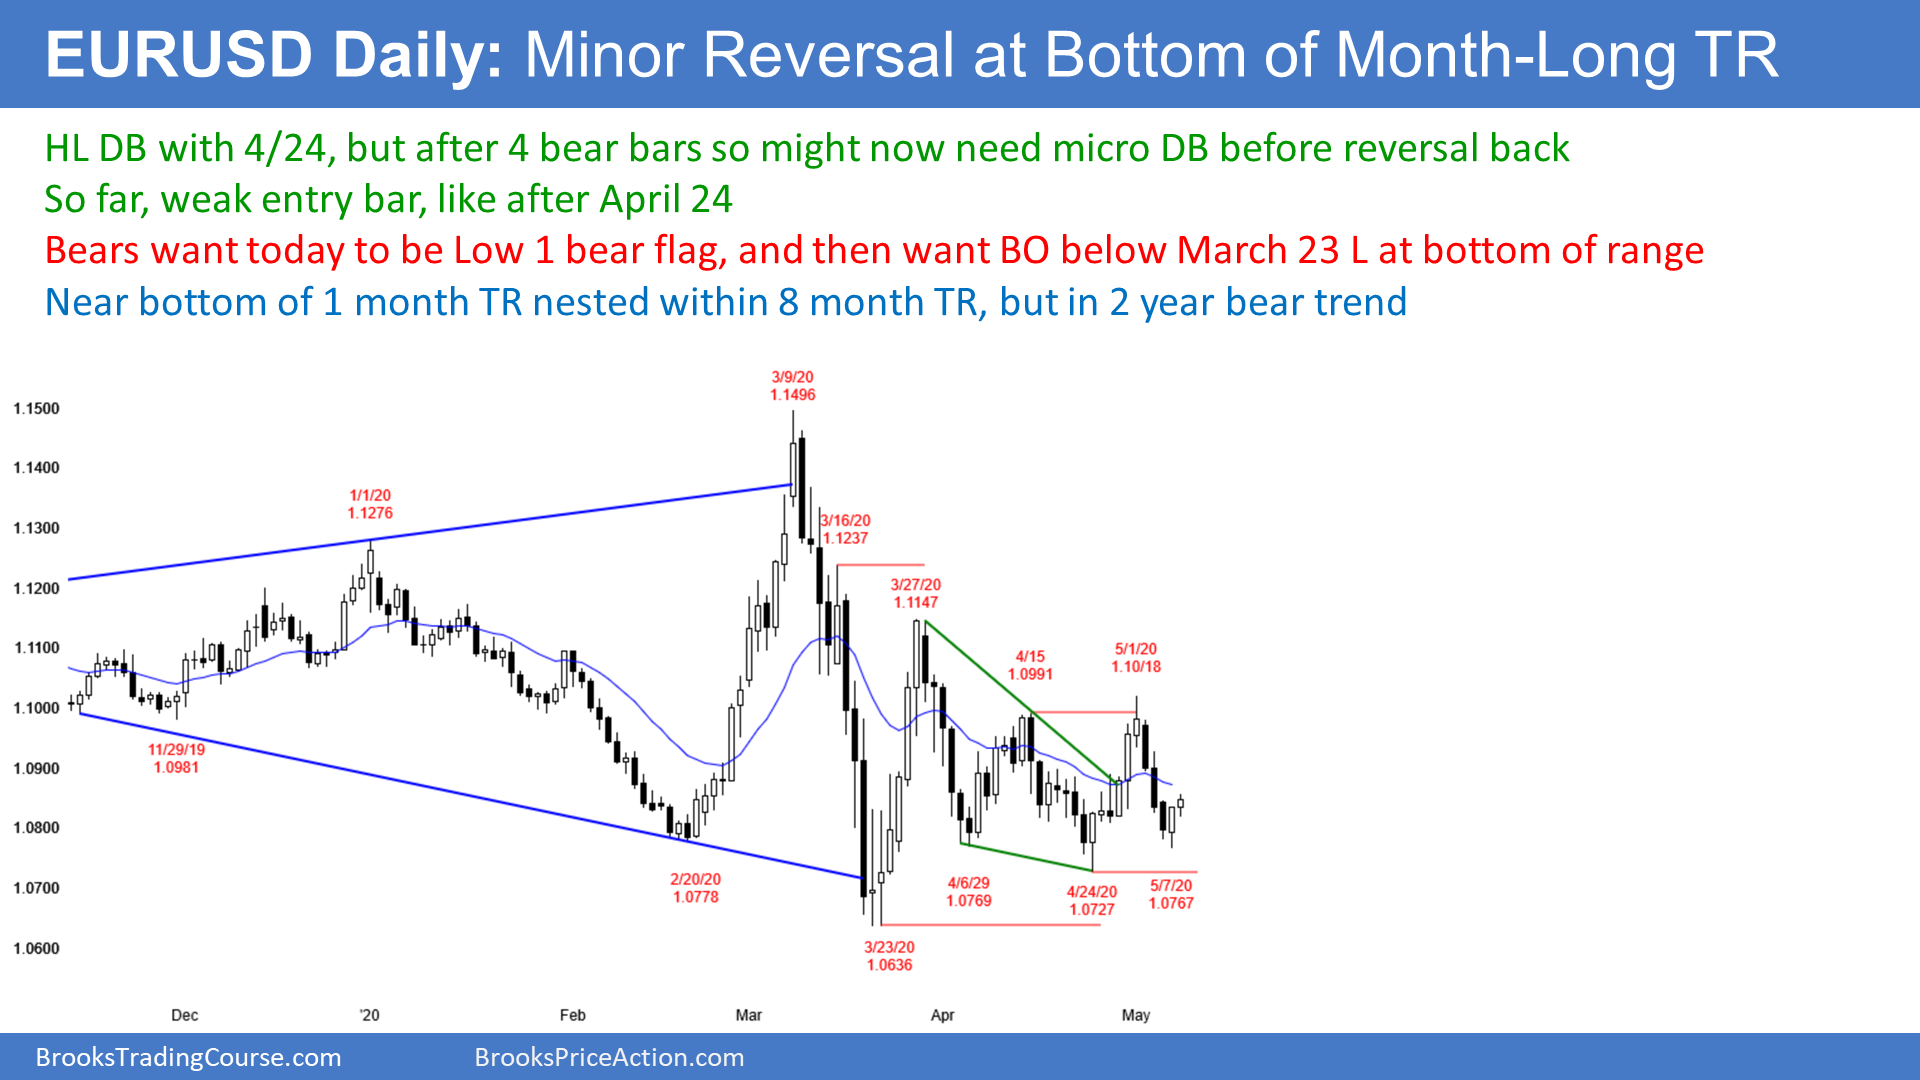 EURUSD Daily: Minor Reversal at Bottom of Month-Long TR
HL DB with 4/24, but after 4 bear bars so might now need micro DB before reversal back
So far, weak entry bar, like after April 24
Bears want today to be Low 1 bear flag, and then want BO below March 23 L at bottom of range
Near bottom of 1 month TR nested within 8 month TR, but in 2 year bear trend
3/9/20
1.1496
1.1500
1.1400
1/1/20
1.1276
3/16/20
1.1237
1.1300
3/27/20
1.1147
1.1200
1.1100
4/15
1.0991
5/1/20
1.10/18
1.1000
11/29/19
1.0981
1.0900
1.0800
2/20/20
1.0778
1.0700
4/6/29
1.0769
4/24/20
1.0727
5/7/20
1.0767
1.0600
3/23/20
1.0636
Dec
'20
Feb
Mar
Apr
May
BrooksTradingCourse.com
BrooksPriceAction.com